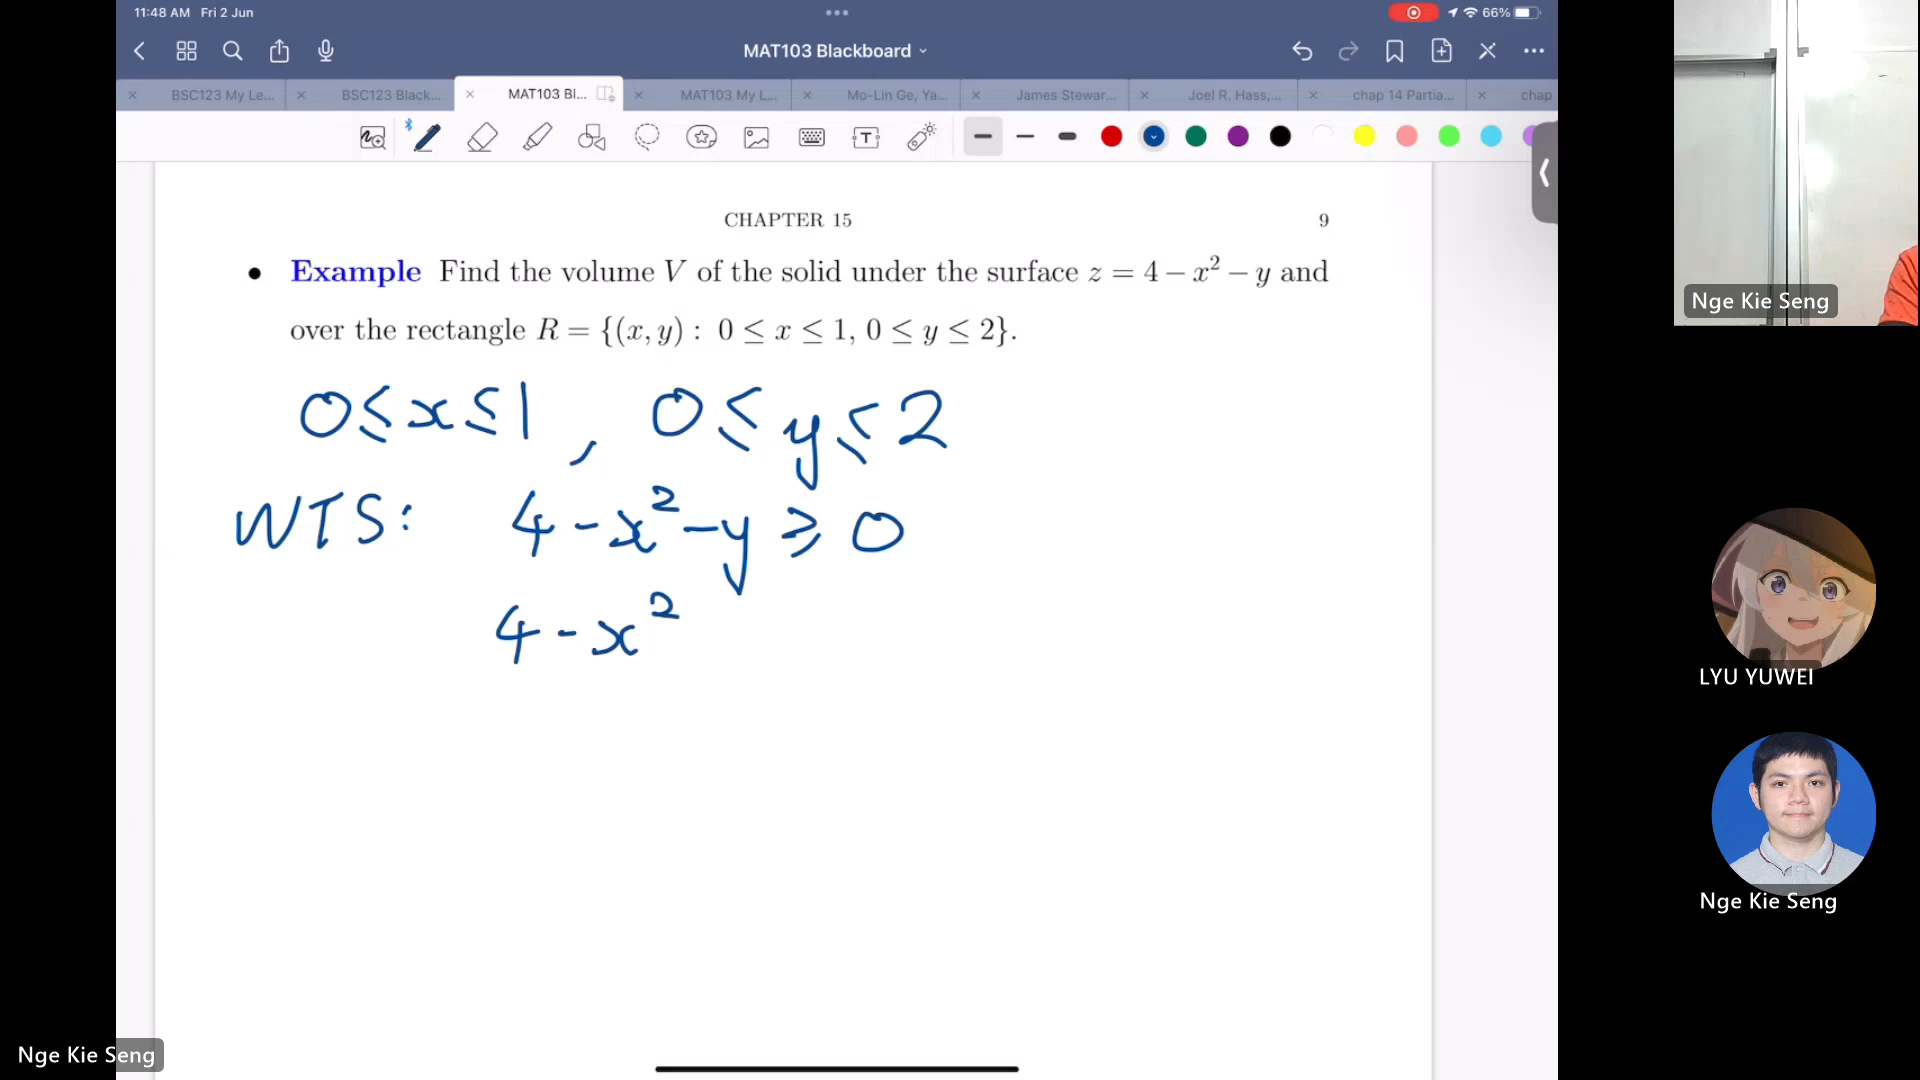 11:48 AM Fri 2 Jun
66%
MAT103 Blackboard
BSC123 My Le...
BSC123 Black...
MAT103 Bl...
MAT103 My L...
Mo-Lin Ge, Ya...
James Stewar...
Joel R. Hass,...
chap 14 Partia...
chap
CHAPTER 15
9
• Example Find the volume V of the solid under the surface z = 4 − x² − y and
over the rectangle R = {(x, y) : 0 ≤ x ≤ 1, 0 ≤ y ≤ 2}.
0 ≤ x ≤ 1 , 0 ≤ y ≤ 2
WTS: 4 - x² - y ≥ 0
4 - x²
Nge Kie Seng
LYU YUWEI
Nge Kie Seng
Nge Kie Seng